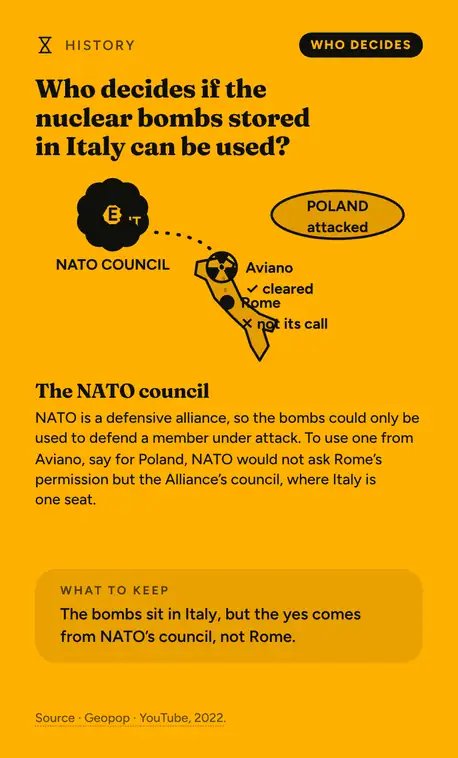 HISTORY
WHO DECIDES
Who decides if the
nuclear bombs stored
in Italy can be used?
POLAND
attacked
NATO COUNCIL
Aviano
✓ cleared
Rome
✕ not its call
The NATO council
NATO is a defensive alliance, so the bombs could only be
used to defend a member under attack. To use one from
Aviano, say for Poland, NATO would not ask Rome’s
permission but the Alliance’s council, where Italy is
one seat.
WHAT TO KEEP
The bombs sit in Italy, but the yes comes
from NATO’s council, not Rome.
Source · Geopop · YouTube, 2022.